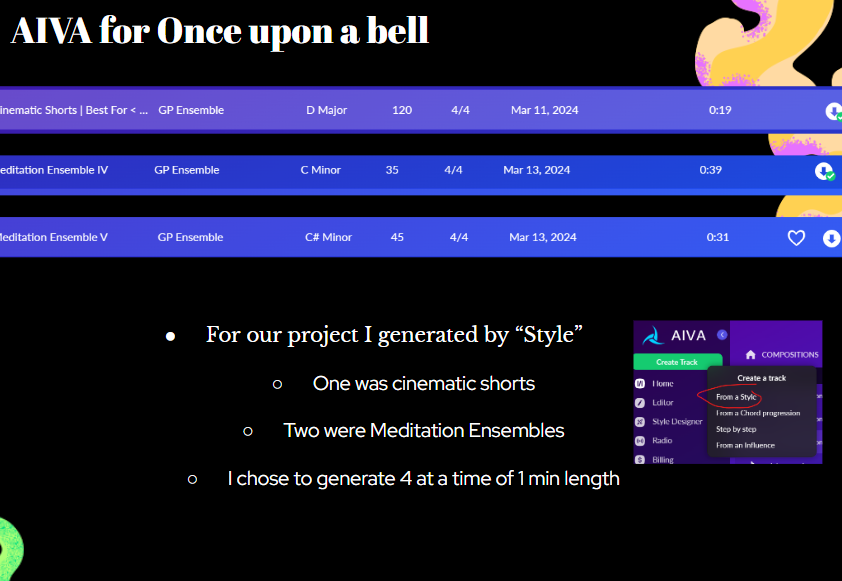 AIVA for Once upon a bell
inematic Shorts | Best For < ... GP Ensemble D Major 120 4/4 Mar 11, 2024 0:19
editation Ensemble IV GP Ensemble C Minor 35 4/4 Mar 13, 2024 0:39
Meditation Ensemble V GP Ensemble C# Minor 45 4/4 Mar 13, 2024 0:31
● For our project I generated by “Style”
○ One was cinematic shorts
○ Two were Meditation Ensembles
○ I chose to generate 4 at a time of 1 min length
AIVA
Create Track
COMPOSITIONS
Create a track
Home
From a Style
Editor
From a Chord progression
Style Designer
Step by step
Radio
From an Influence
Billing